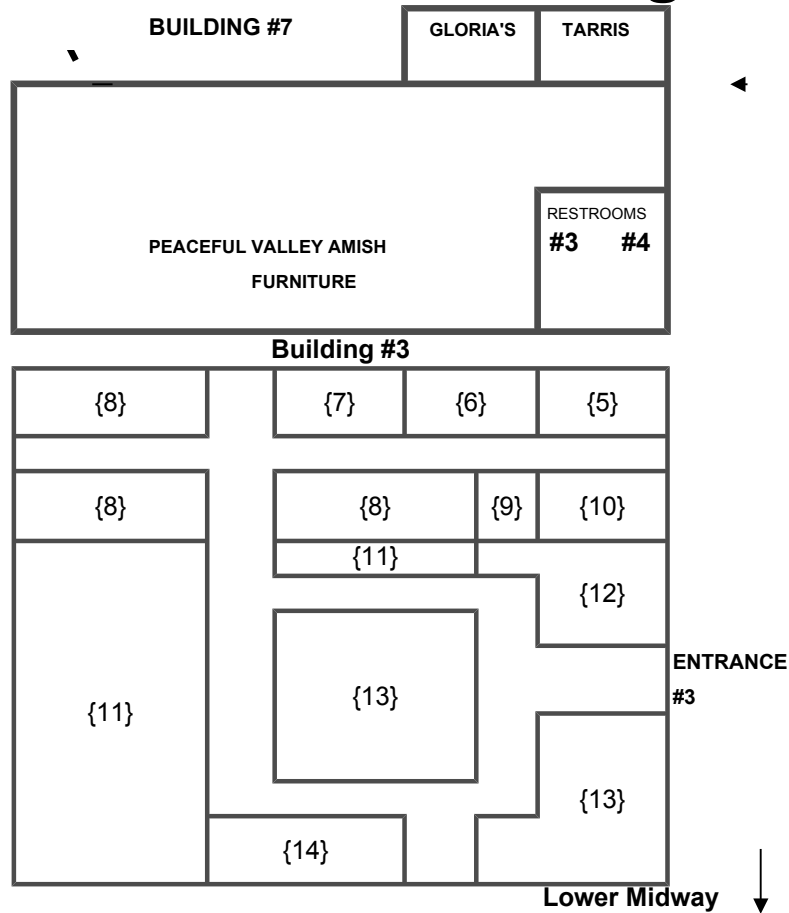 BUILDING #7 GLORIA'S TARRIS
RESTROOMS
#3 #4
PEACEFUL VALLEY AMISH
FURNITURE
Building #3
{8} {7} {6} {5}
{8} {8} {9} {10}
{11}
{12}
ENTRANCE
#3
{11} {13}
{13}
{14}
Lower Midway